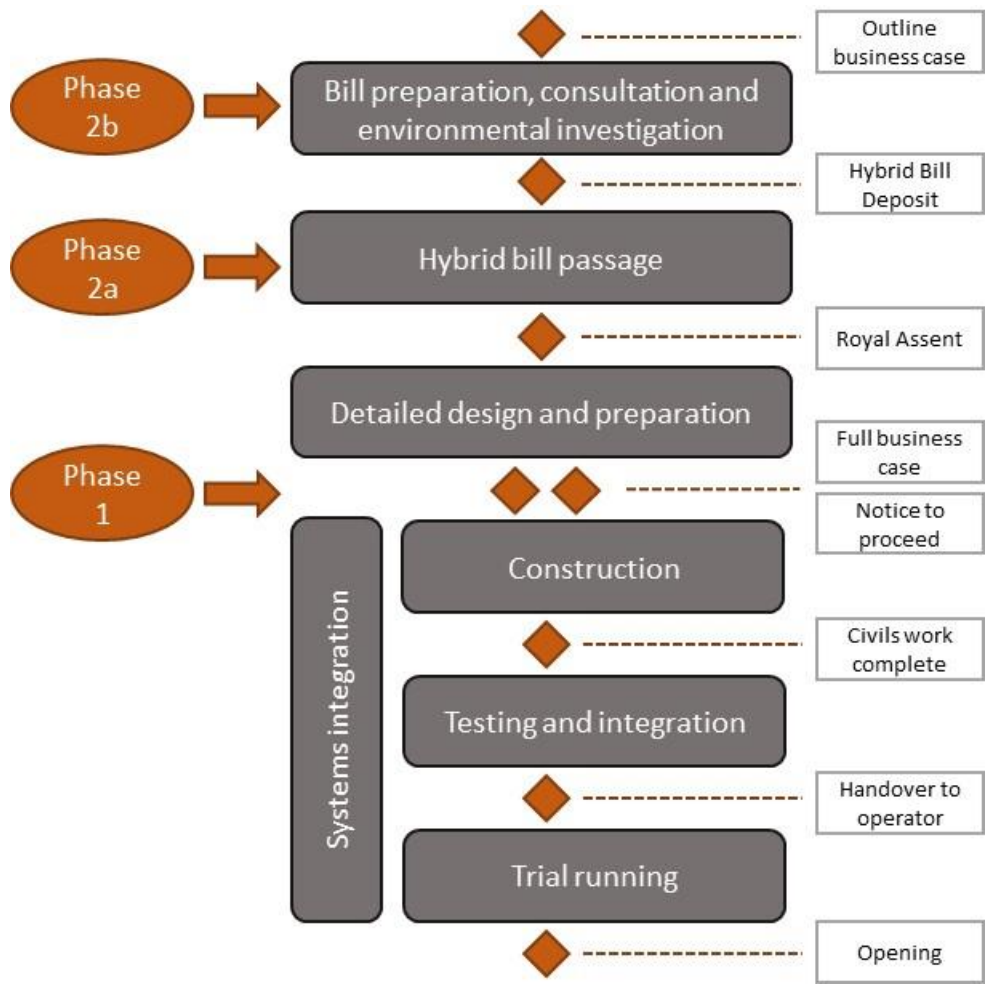 Outline
business case
Phase
2b
Bill preparation, consultation and
environmental investigation
Hybrid Bill
Deposit
Phase
2a
Hybrid bill passage
Royal Assent
Detailed design and preparation
Full business
case
Phase
1
Notice to
proceed
Systems integration
Construction
Civils work
complete
Testing and integration
Handover to
operator
Trial running
Opening